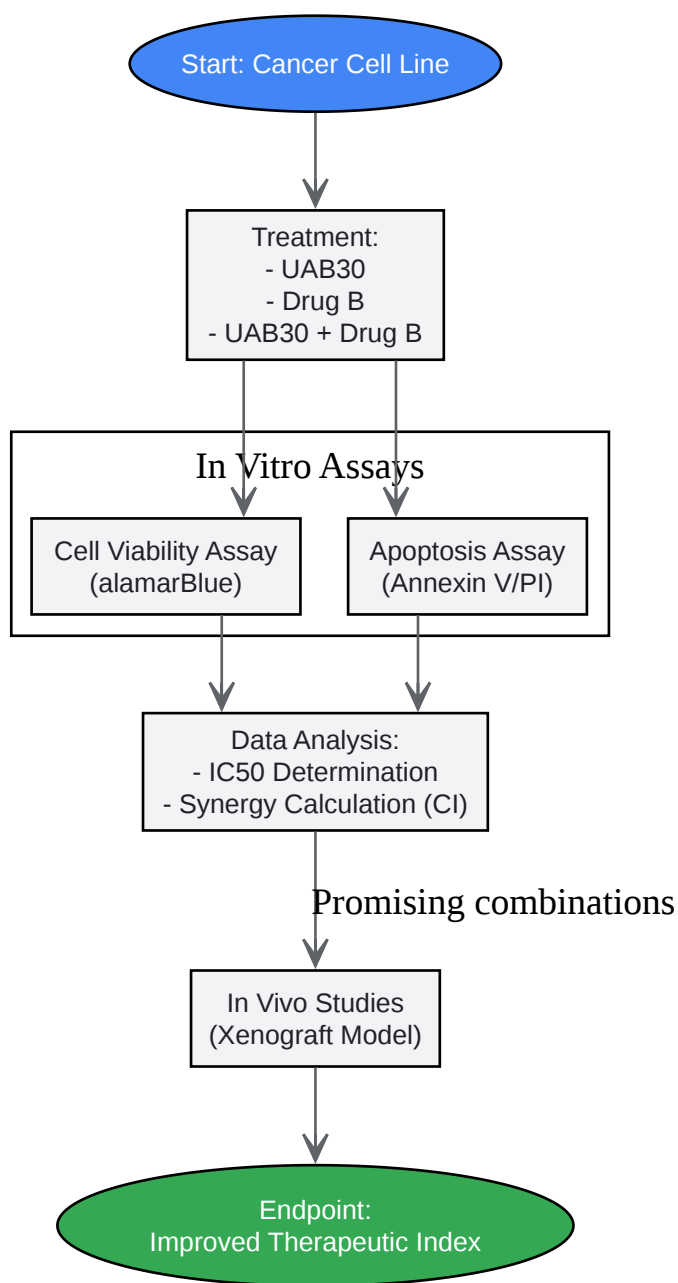 Start: Cancer Cell Line
Treatment:
- UAB30
- Drug B
- UAB30 + Drug B
In Vitro Assays
Cell Viability Assay
(alamarBlue)
Apoptosis Assay
(Annexin V/PI)
Data Analysis:
- IC50 Determination
- Synergy Calculation (CI)
Promising combinations
In Vivo Studies
(Xenograft Model)
Endpoint:
Improved Therapeutic Index